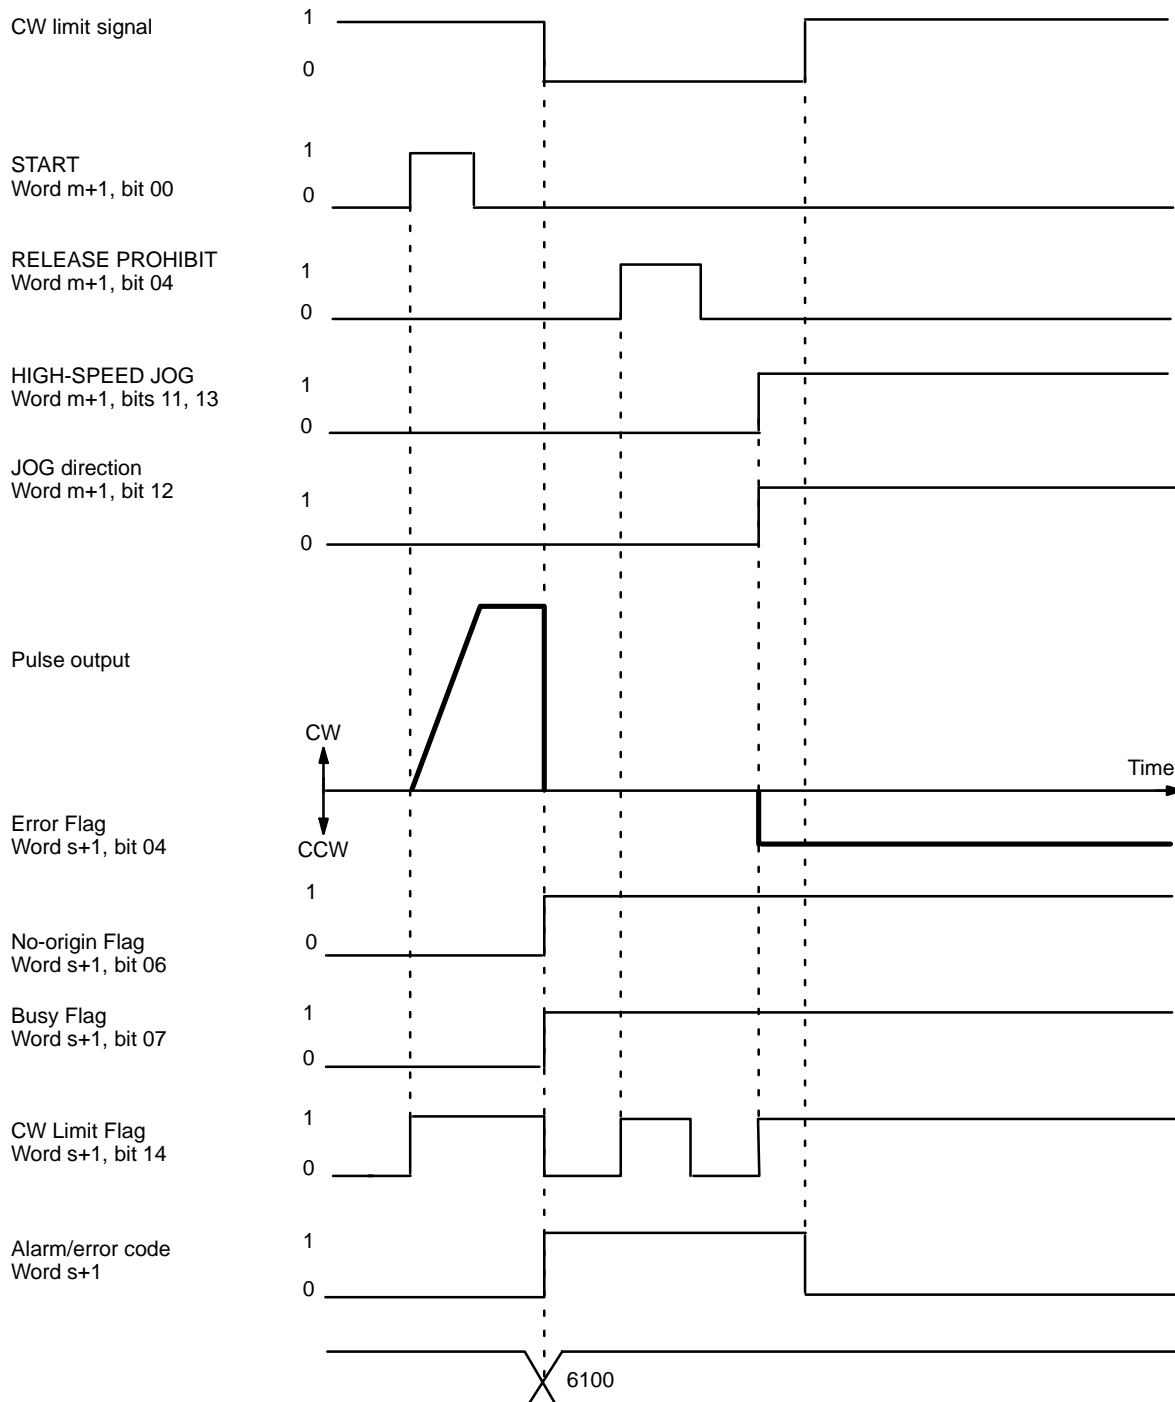 CW limit signal
1
0
START
Word m+1, bit 00
1
0
RELEASE PROHIBIT
Word m+1, bit 04
1
0
HIGH-SPEED JOG
Word m+1, bits 11, 13
1
0
JOG direction
Word m+1, bit 12
1
0
Pulse output
CW
Time
CCW
Error Flag
Word s+1, bit 04
1
0
No-origin Flag
Word s+1, bit 06
Busy Flag
Word s+1, bit 07
1
0
CW Limit Flag
Word s+1, bit 14
1
0
Alarm/error code
Word s+1
1
0
6100